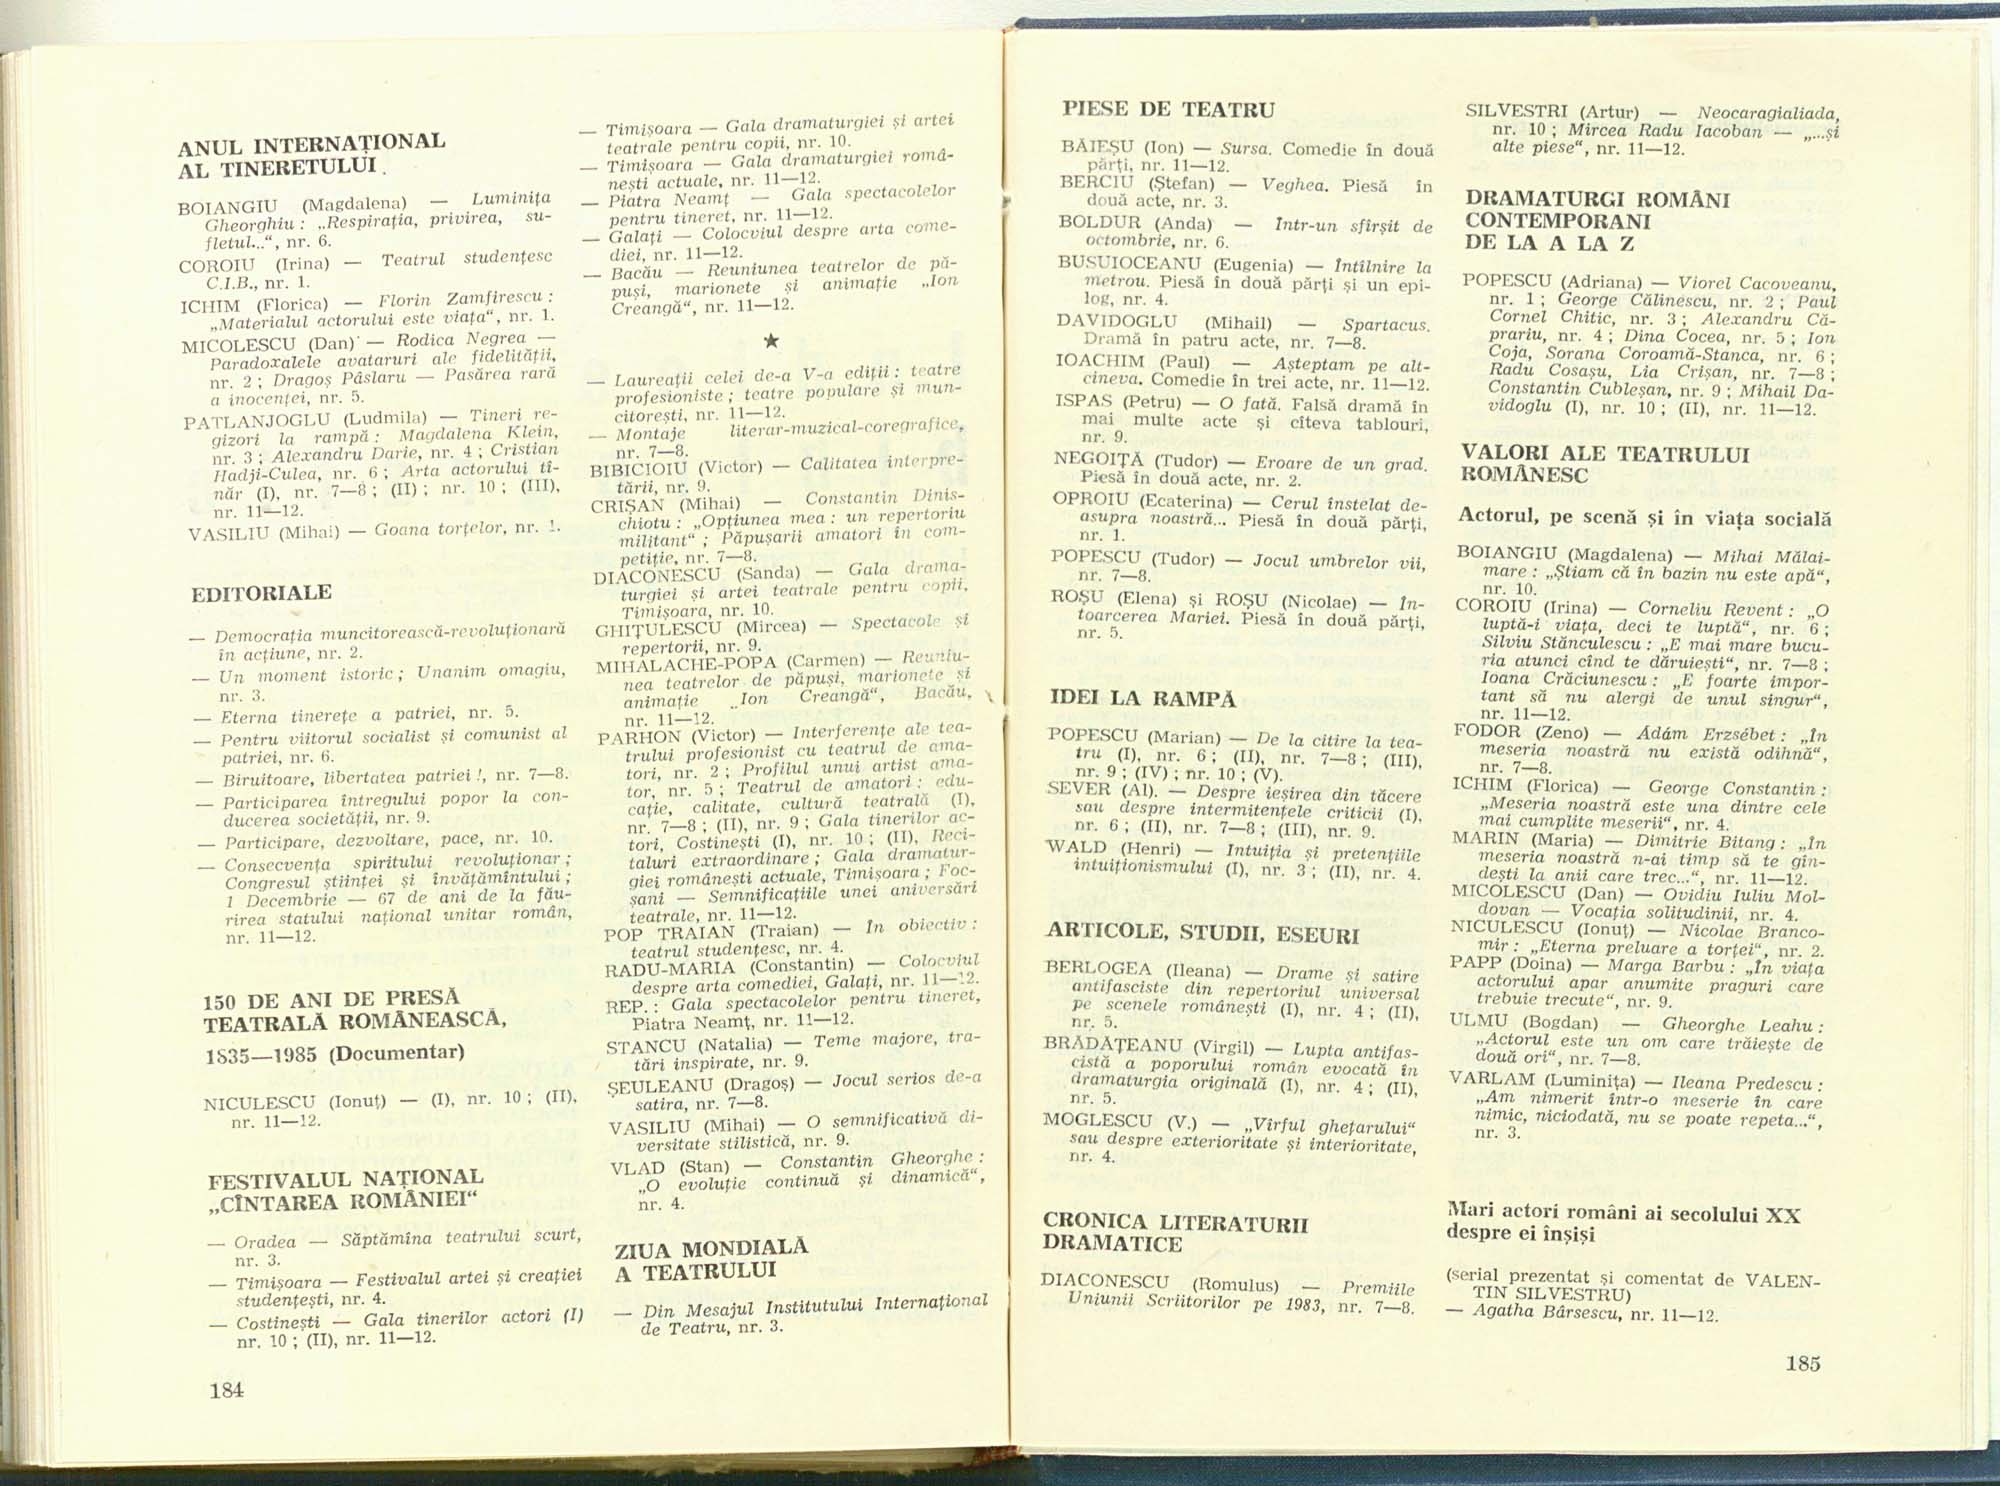 ANUL INTERNAȚIONAL
AL TINERETULUI
BOIANGIU (Magdalena) — Luminița
Gheorghiu : „Respirația, privirea, su-
fletul...“, nr. 6.
COROIU (Irina) — Teatrul studențesc
C.I.B., nr. 1.
ICHIM (Florica) — Florin Zamfirescu :
„Materialul actorului este viața“, nr. 1.
MICOLESCU (Dan) — Rodica Negrea —
Paradoxalele avataruri ale fidelității,
nr. 2 ; Dragoș Pâslaru — Pasărea rară
a inocenței, nr. 5.
PATLANJOGLU (Ludmila) — Tineri re-
gizori la rampă : Magdalena Klein,
nr. 3 ; Alexandru Darie, nr. 4 ; Cristian
Hadji-Culea, nr. 6 ; Arta actorului tî-
năr (I), nr. 7—8 ; (II) ; nr. 10 ; (III),
nr. 11—12.
VASILIU (Mihai) — Goana torțelor, nr. 1.
EDITORIALE
— Democrația muncitorească-revoluționară
în acțiune, nr. 2.
— Un moment istoric ; Unanim omagiu,
nr. 3.
— Eterna tinerețe a patriei, nr. 5.
— Pentru viitorul socialist și comunist al
patriei, nr. 6.
— Biruitoare, libertatea patriei !, nr. 7—8.
— Participarea întregului popor la con-
ducerea societății, nr. 9.
— Participare, dezvoltare, pace, nr. 10.
— Consecvența spiritului revoluționar ;
Congresul științei și învățămîntului ;
1 Decembrie — 67 de ani de la fău-
rirea statului național unitar român,
nr. 11—12.
150 DE ANI DE PRESĂ
TEATRALĂ ROMÂNEASCĂ,
1835—1985 (Documentar)
NICULESCU (Ionuț) — (I), nr. 10 ; (II),
nr. 11—12.
FESTIVALUL NAȚIONAL
„CÎNTAREA ROMÂNIEI“
— Oradea — Săptămîna teatrului scurt,
nr. 3.
— Timișoara — Festivalul artei și creației
studențești, nr. 4.
— Costinești — Gala tinerilor actori (I)
nr. 10 ; (II), nr. 11—12.
184
— Timișoara — Gala dramaturgiei și artei
teatrale pentru copii, nr. 10.
— Timișoara — Gala dramaturgiei româ-
nești actuale, nr. 11—12.
— Piatra Neamț — Gala spectacolelor
pentru tineret, nr. 11—12.
— Galați — Colocviul despre arta come-
diei, nr. 11—12.
— Bacău — Reuniunea teatrelor de pă-
puși, marionete și animație „Ion
Creangă“, nr. 11—12.
★
— Laureații celei de-a V-a ediții : teatre
profesioniste ; teatre populare și mun-
citorești, nr. 11—12.
— Montaje literar-muzical-coregrafice,
nr. 7—8.
BIBICIOIU (Victor) — Calitatea interpre-
tării, nr. 9.
CRIȘAN (Mihai) — Constantin Dinis-
chiotu : „Opțiunea mea : un repertoriu
militant“ ; Păpușarii amatori în com-
petiție, nr. 7—8.
DIACONESCU (Sanda) — Gala drama-
turgiei și artei teatrale pentru copii,
Timișoara, nr. 10.
GHIȚULESCU (Mircea) — Spectacole și
repertorii, nr. 9.
MIHALACHE-POPA (Carmen) — Reuniu-
nea teatrelor de păpuși, marionete și
animație „Ion Creangă“, Bacău,
nr. 11—12.
PARHON (Victor) — Interferențe ale tea-
trului profesionist cu teatrul de ama-
tori, nr. 2 ; Profilul unui artist ama-
tor, nr. 5 ; Teatrul de amatori : edu-
cație, calitate, cultură teatrală (I),
nr. 7—8 ; (II), nr. 9 ; Gala tinerilor ac-
tori, Costinești (I), nr. 10 ; (II), Reci-
taluri extraordinare ; Gala dramatur-
giei românești actuale, Timișoara ; Foc-
șani — Semnificațiile unei aniversări
teatrale, nr. 11—12.
POP TRAIAN (Traian) — În obiectiv :
teatrul studențesc, nr. 4.
RADU-MARIA (Constantin) — Colocviul
despre arta comediei, Galați, nr. 11—12.
REP. : Gala spectacolelor pentru tineret,
Piatra Neamț, nr. 11—12.
STANCU (Natalia) — Teme majore, tra-
tări inspirate, nr. 9.
ȘEULEANU (Dragoș) — Jocul serios de-a
satira, nr. 7—8.
VASILIU (Mihai) — O semnificativă di-
versitate stilistică, nr. 9.
VLAD (Stan) — Constantin Gheorghe :
„O evoluție continuă și dinamică“,
nr. 4.
ZIUA MONDIALĂ
A TEATRULUI
— Din Mesajul Institutului Internațional
de Teatru, nr. 3.
PIESE DE TEATRU
BĂIEȘU (Ion) — Sursa. Comedie în două
părți, nr. 11—12.
BERCIU (Ștefan) — Veghea. Piesă în
două acte, nr. 3.
BOLDUR (Anda) — Într-un sfîrșit de
octombrie, nr. 6.
BUSUIOCEANU (Eugenia) — Întîlnire la
metrou. Piesă în două părți și un epi-
log, nr. 4.
DAVIDOGLU (Mihail) — Spartacus.
Dramă în patru acte, nr. 7—8.
IOACHIM (Paul) — Așteptam pe alt-
cineva. Comedie în trei acte, nr. 11—12.
ISPAS (Petru) — O fată. Falsă dramă în
mai multe acte și cîteva tablouri,
nr. 9.
NEGOIȚĂ (Tudor) — Eroare de un grad.
Piesă în două acte, nr. 2.
OPROIU (Ecaterina) — Cerul înstelat de-
asupra noastră... Piesă în două părți,
nr. 1.
POPESCU (Tudor) — Jocul umbrelor vii,
nr. 7—8.
ROȘU (Elena) și ROȘU (Nicolae) — În-
toarcerea Mariei. Piesă în două părți,
nr. 5.
IDEI LA RAMPĂ
POPESCU (Marian) — De la citire la tea-
tru (I), nr. 6 ; (II), nr. 7—8 ; (III),
nr. 9 ; (IV) ; nr. 10 ; (V).
SEVER (Al). — Despre ieșirea din tăcere
sau despre intermitențele criticii (I),
nr. 6 ; (II), nr. 7—8 ; (III), nr. 9.
WALD (Henri) — Intuiția și pretențiile
intuiționismului (I), nr. 3 ; (II), nr. 4.
ARTICOLE, STUDII, ESEURI
BERLOGEA (Ileana) — Drame și satire
antifasciste din repertoriul universal
pe scenele românești (I), nr. 4 ; (II),
nr. 5.
BRĂDĂȚEANU (Virgil) — Lupta antifas-
cistă a poporului român evocată în
dramaturgia originală (I), nr. 4 ; (II),
nr. 5.
MOGLESCU (V.) — „Vîrful ghețarului“
sau despre exterioritate și interioritate,
nr. 4.
CRONICA LITERATURII
DRAMATICE
DIACONESCU (Romulus) — Premiile
Uniunii Scriitorilor pe 1983, nr. 7—8.
SILVESTRI (Artur) — Neocaragialiada,
nr. 10 ; Mircea Radu Iacoban — „...și
alte piese“, nr. 11—12.
DRAMATURGI ROMÂNI
CONTEMPORANI
DE LA A LA Z
POPESCU (Adriana) — Viorel Cacoveanu,
nr. 1 ; George Călinescu, nr. 2 ; Paul
Cornel Chitic, nr. 3 ; Alexandru Că-
prariu, nr. 4 ; Dina Cocea, nr. 5 ; Ion
Coja, Sorana Coroamă-Stanca, nr. 6 ;
Radu Cosașu, Lia Crișan, nr. 7—8 ;
Constantin Cubleșan, nr. 9 ; Mihail Da-
vidoglu (I), nr. 10 ; (II), nr. 11—12.
VALORI ALE TEATRULUI
ROMÂNESC
Actorul, pe scenă și în viața socială
BOIANGIU (Magdalena) — Mihai Mălai-
mare : „Știam că în bazin nu este apă“,
nr. 10.
COROIU (Irina) — Corneliu Revent : „O
luptă-i viața, deci te luptă“, nr. 6 ;
Silviu Stănculescu : „E mai mare bucu-
ria atunci cînd te dăruiești“, nr. 7—8 ;
Ioana Crăciunescu : „E foarte impor-
tant să nu alergi de unul singur“,
nr. 11—12.
FODOR (Zeno) — Ádám Erzsébet : „În
meseria noastră nu există odihnă“,
nr. 7—8.
ICHIM (Florica) — George Constantin :
„Meseria noastră este una dintre cele
mai cumplite meserii“, nr. 4.
MARIN (Maria) — Dimitrie Bitang : „În
meseria noastră n-ai timp să te gîn-
dești la anii care trec...“, nr. 11—12.
MICOLESCU (Dan) — Ovidiu Iuliu Mol-
dovan — Vocația solitudinii, nr. 4.
NICULESCU (Ionuț) — Nicolae Branco-
mir : „Eterna preluare a torței“, nr. 2.
PAPP (Doina) — Marga Barbu : „În viața
actorului apar anumite praguri care
trebuie trecute“, nr. 9.
ULMU (Bogdan) — Gheorghe Leahu :
„Actorul este un om care trăiește de
două ori“, nr. 7—8.
VARLAM (Luminița) — Ileana Predescu :
„Am nimerit într-o meserie în care
nimic, niciodată, nu se poate repeta...“,
nr. 3.
Mari actori români ai secolului XX
despre ei înșiși
(serial prezentat și comentat de VALEN-
TIN SILVESTRU)
— Agatha Bârsescu, nr. 11—12.
185